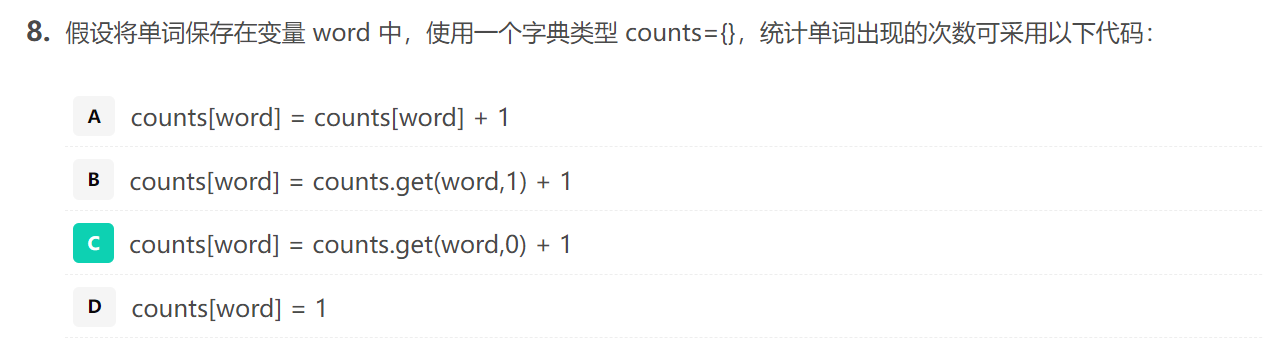 8. 假设将单词保存在变量 word 中，使用一个字典类型 counts={}，统计单词出现的次数可采用以下代码：
A counts[word] = counts[word] + 1
B counts[word] = counts.get(word,1) + 1
C counts[word] = counts.get(word,0) + 1
D counts[word] = 1